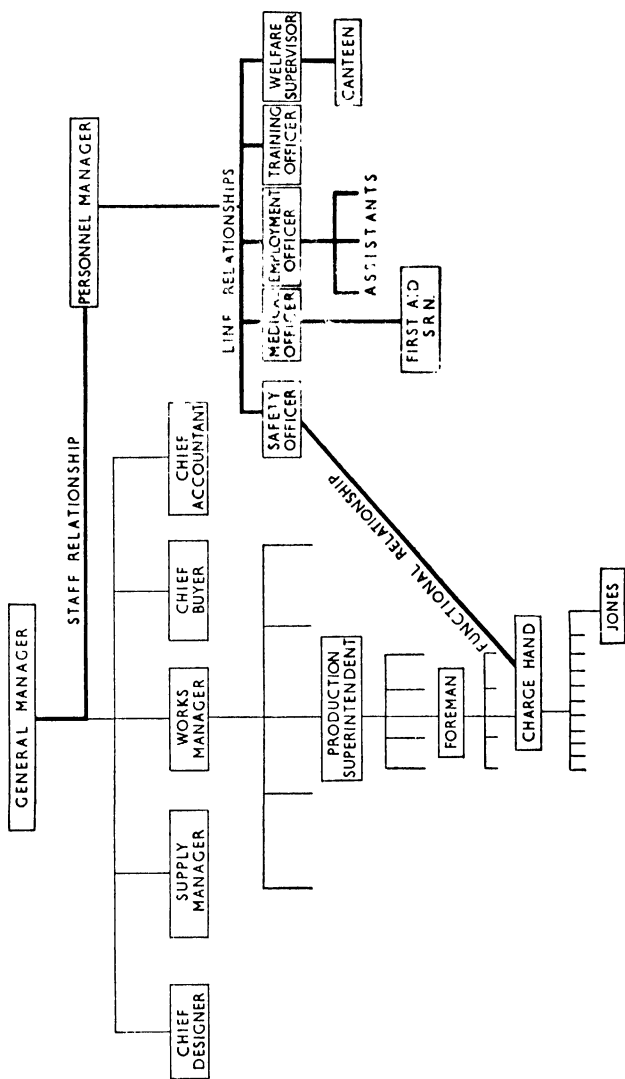 GENERAL MANAGER
STAFF RELATIONSHIP
PERSONNEL MANAGER
CHIEF
DESIGNER
SUPPLY
MANAGER
WORKS
MANAGER
CHIEF
BUYER
CHIEF
ACCOUNTANT
LINE RELATIONSHIPS
SAFETY
OFFICER
MEDICAL
OFFICER
EMPLOYMENT
OFFICER
TRAINING
OFFICER
WELFARE
SUPERVISOR
PRODUCTION
SUPERINTENDENT
FUNCTIONAL RELATIONSHIP
ASSISTANTS
CANTEEN
FIRST AID
S.R.N.
FOREMAN
CHARGE HAND
JONES